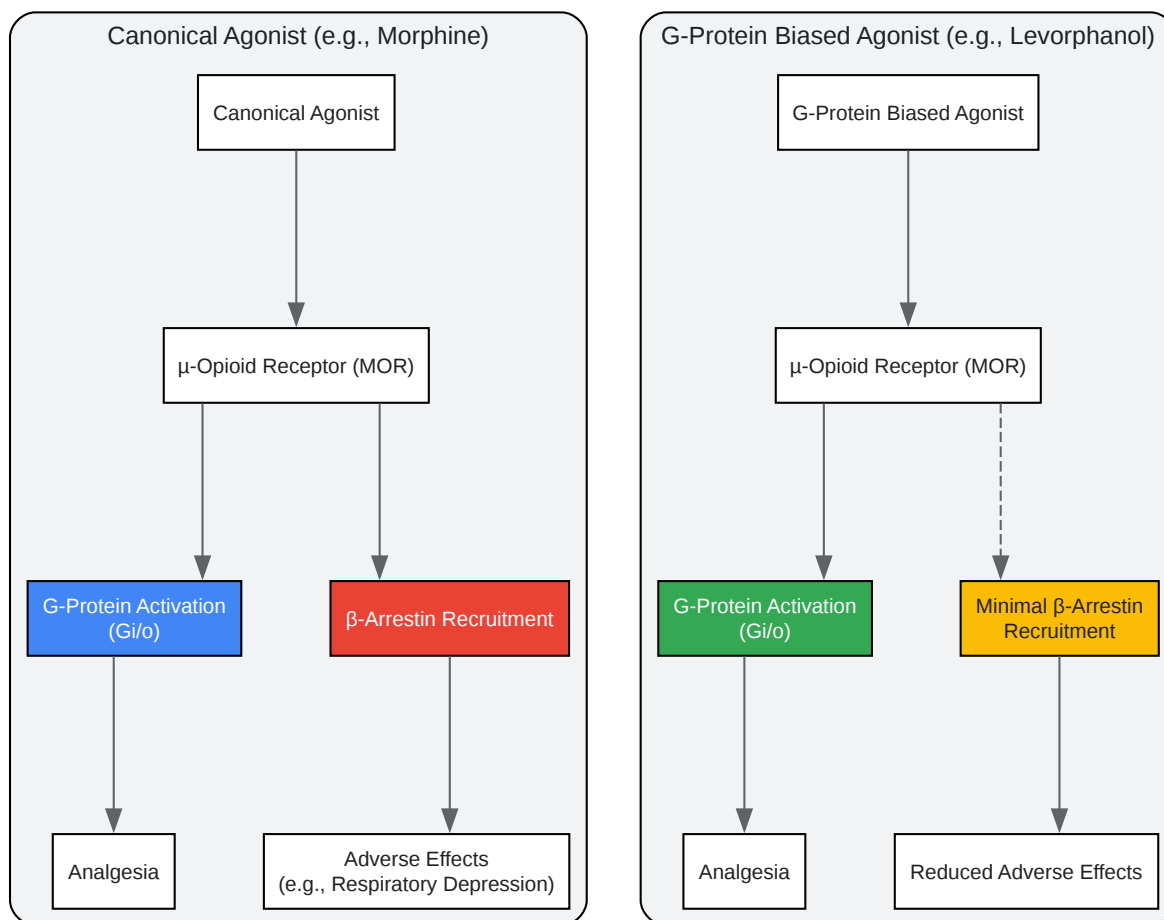 Canonical Agonist (e.g., Morphine)
Canonical Agonist
μ-Opioid Receptor (MOR)
G-Protein Activation
(Gi/o)
β-Arrestin Recruitment
Analgesia
Adverse Effects
(e.g., Respiratory Depression)
G-Protein Biased Agonist (e.g., Levorphanol)
G-Protein Biased Agonist
μ-Opioid Receptor (MOR)
G-Protein Activation
(Gi/o)
Minimal β-Arrestin
Recruitment
Analgesia
Reduced Adverse Effects